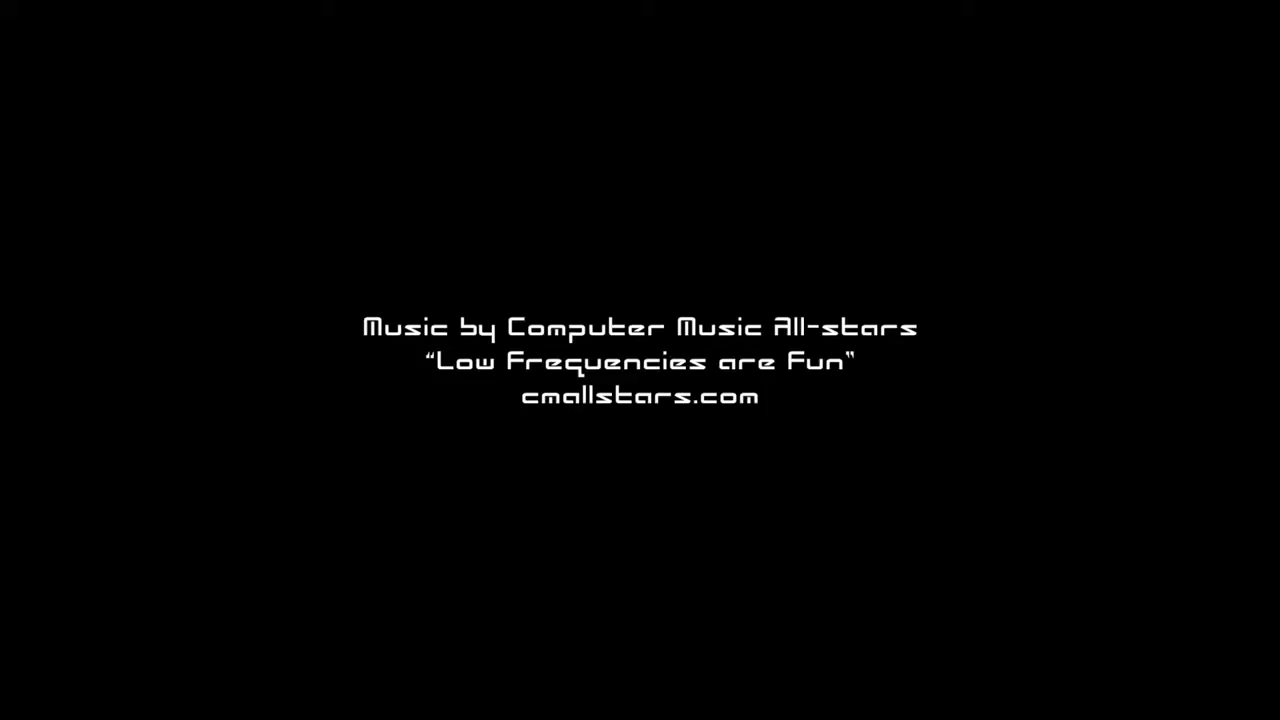 Music by Computer Music All-stars
“Low Frequencies are Fun”
cmallstars.com